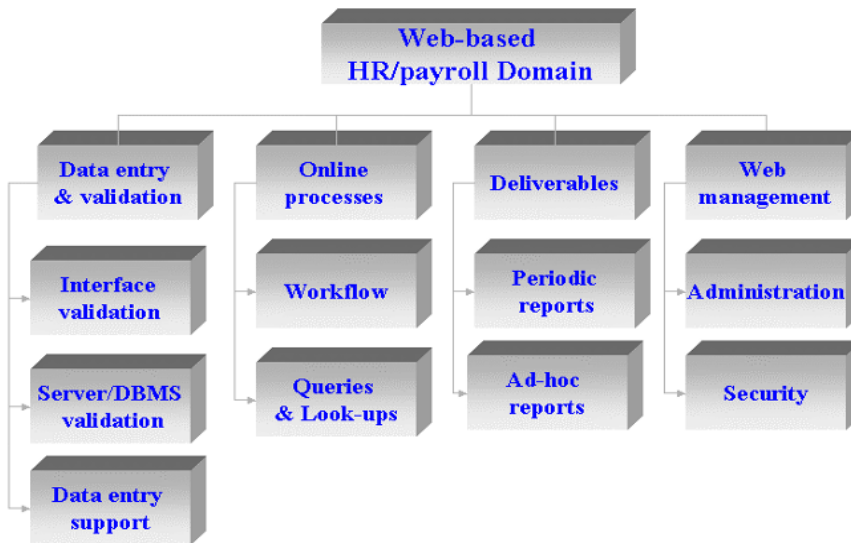 Web-based
HR/payroll Domain
Data entry
& validation
Online
processes
Deliverables
Web
management
Interface
validation
Workflow
Periodic
reports
Administration
Server/DBMS
validation
Queries
& Look-ups
Ad-hoc
reports
Security
Data entry
support